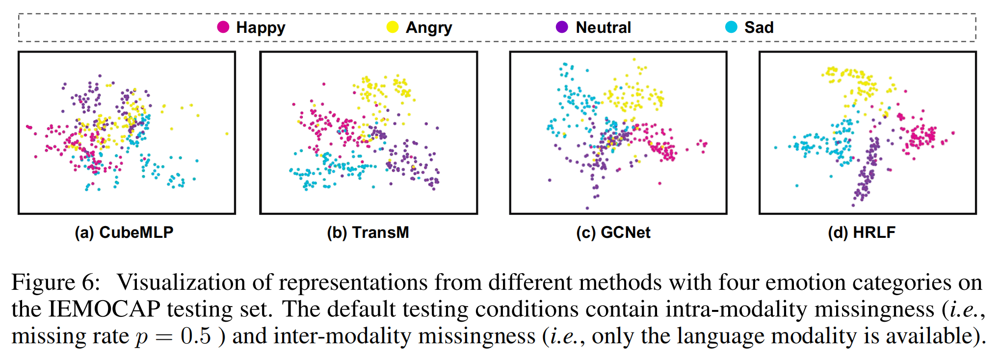 Happy Angry Neutral Sad
(a) CubeMLP (b) TransM (c) GCNet (d) HRLF
Figure 6: Visualization of representations from different methods with four emotion categories on
the IEMOCAP testing set. The default testing conditions contain intra-modality missingness (i.e.,
missing rate p = 0.5 ) and inter-modality missingness (i.e., only the language modality is available).